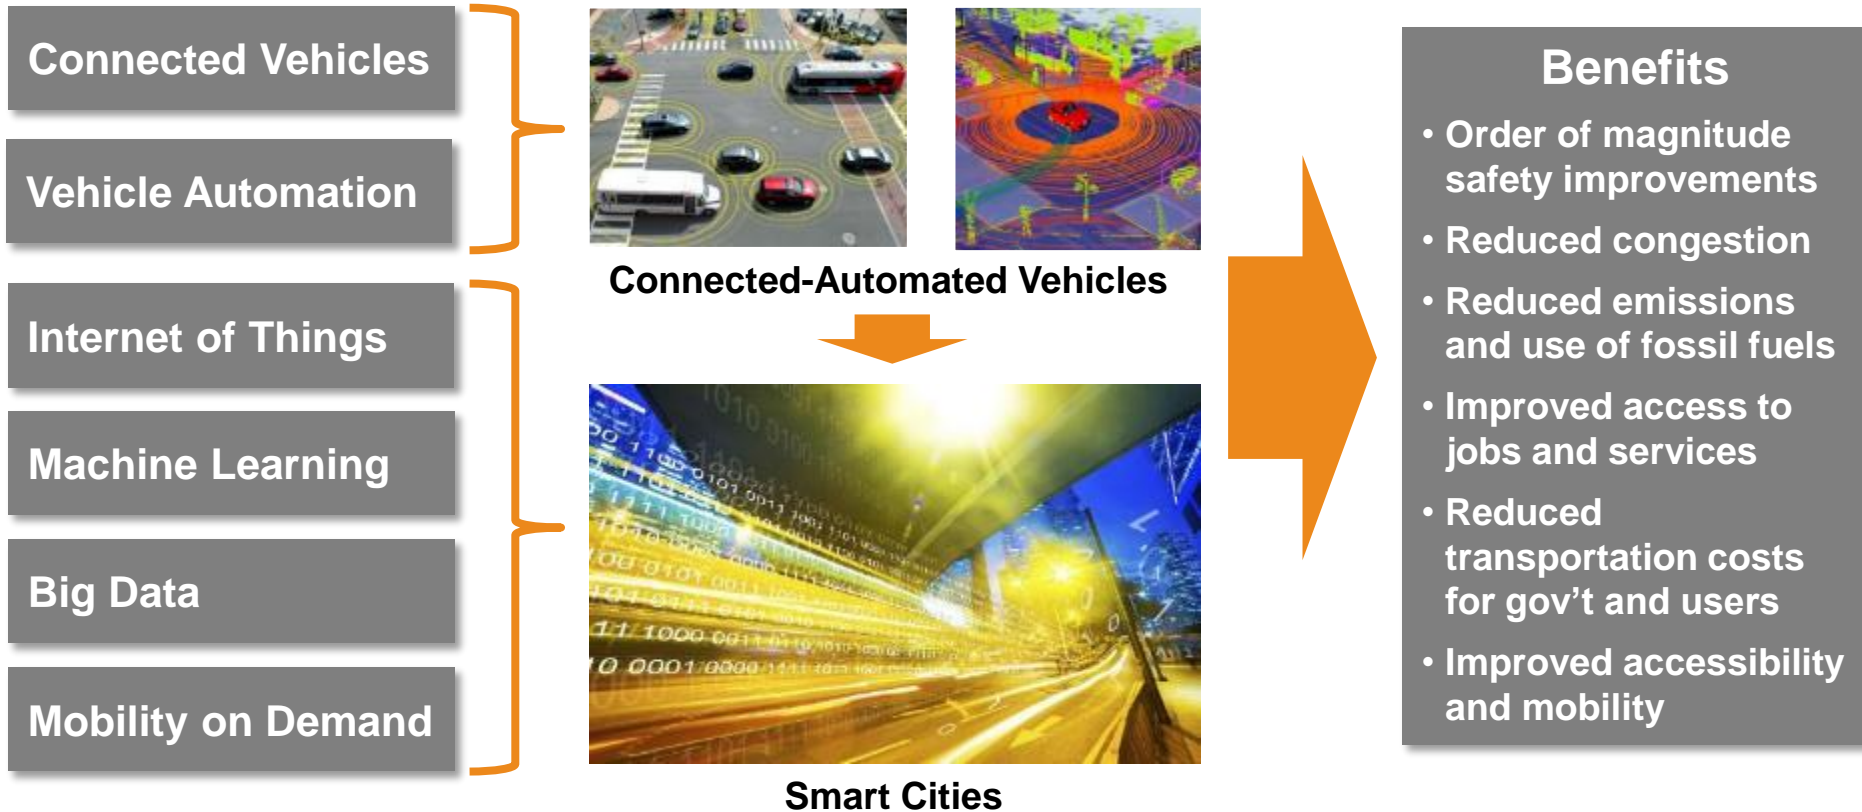 Connected Vehicles
Vehicle Automation
Internet of Things
Machine Learning
Big Data
Mobility on Demand
Connected-Automated Vehicles
Smart Cities
Benefits
• Order of magnitude
safety improvements
• Reduced congestion
• Reduced emissions
and use of fossil fuels
• Improved access to
jobs and services
• Reduced
transportation costs
for gov’t and users
• Improved accessibility
and mobility